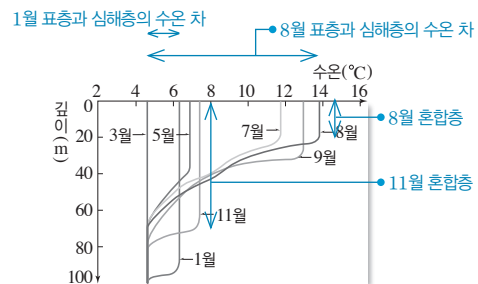 1월 표층과 심해층의 수온 차
8월 표층과 심해층의 수온 차
수온(℃)
2 4 6 8 10 12 14 16
깊이(m)
0
20
40
60
80
100
3월
5월
7월
8월
9월
11월
1월
8월 혼합층
11월 혼합층